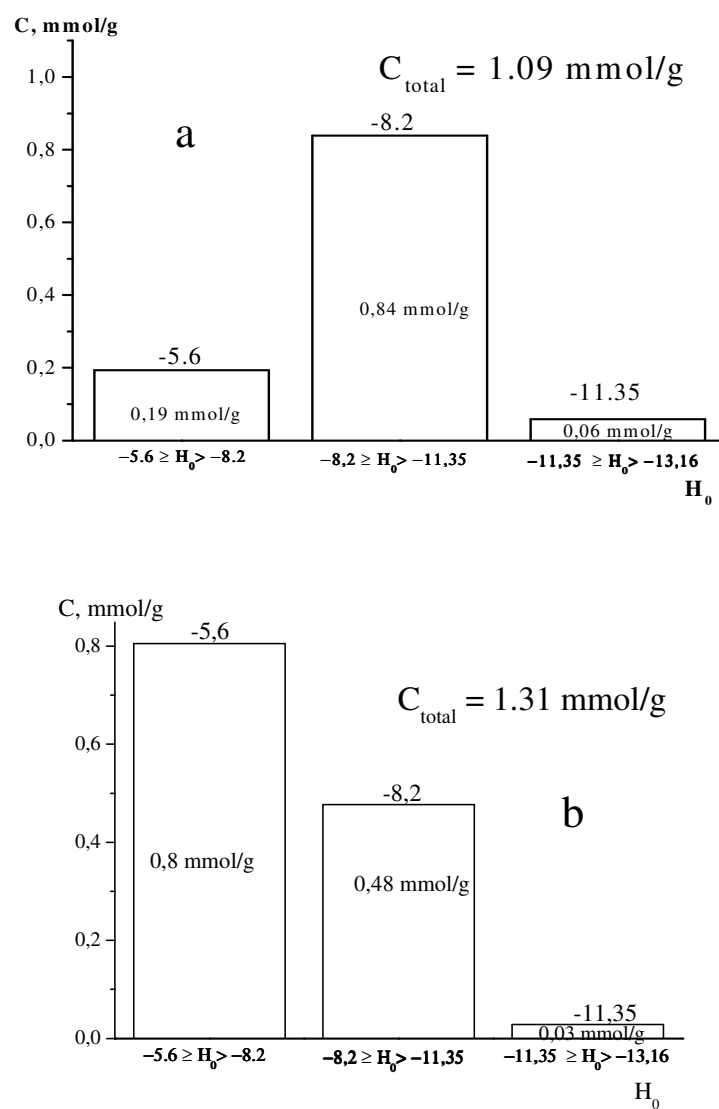 C, mmol/g
C_total = 1.09 mmol/g
1,0
a
-8.2
0,8
0,6
0,84 mmol/g
0,4
-5.6
0,2
-11.35
0,19 mmol/g
0,06 mmol/g
0,0
−5.6 ≥ H₀> −8.2
−8,2 ≥ H₀> −11,35
−11,35 ≥ H₀> −13,16
H₀
C, mmol/g
-5,6
0,8
C_total = 1.31 mmol/g
0,6
-8,2
b
0,4
0,8 mmol/g
0,48 mmol/g
0,2
-11,35
0,03 mmol/g
0,0
−5.6 ≥ H₀> −8.2
−8,2 ≥ H₀> −11,35
−11,35 ≥ H₀> −13,16
H₀